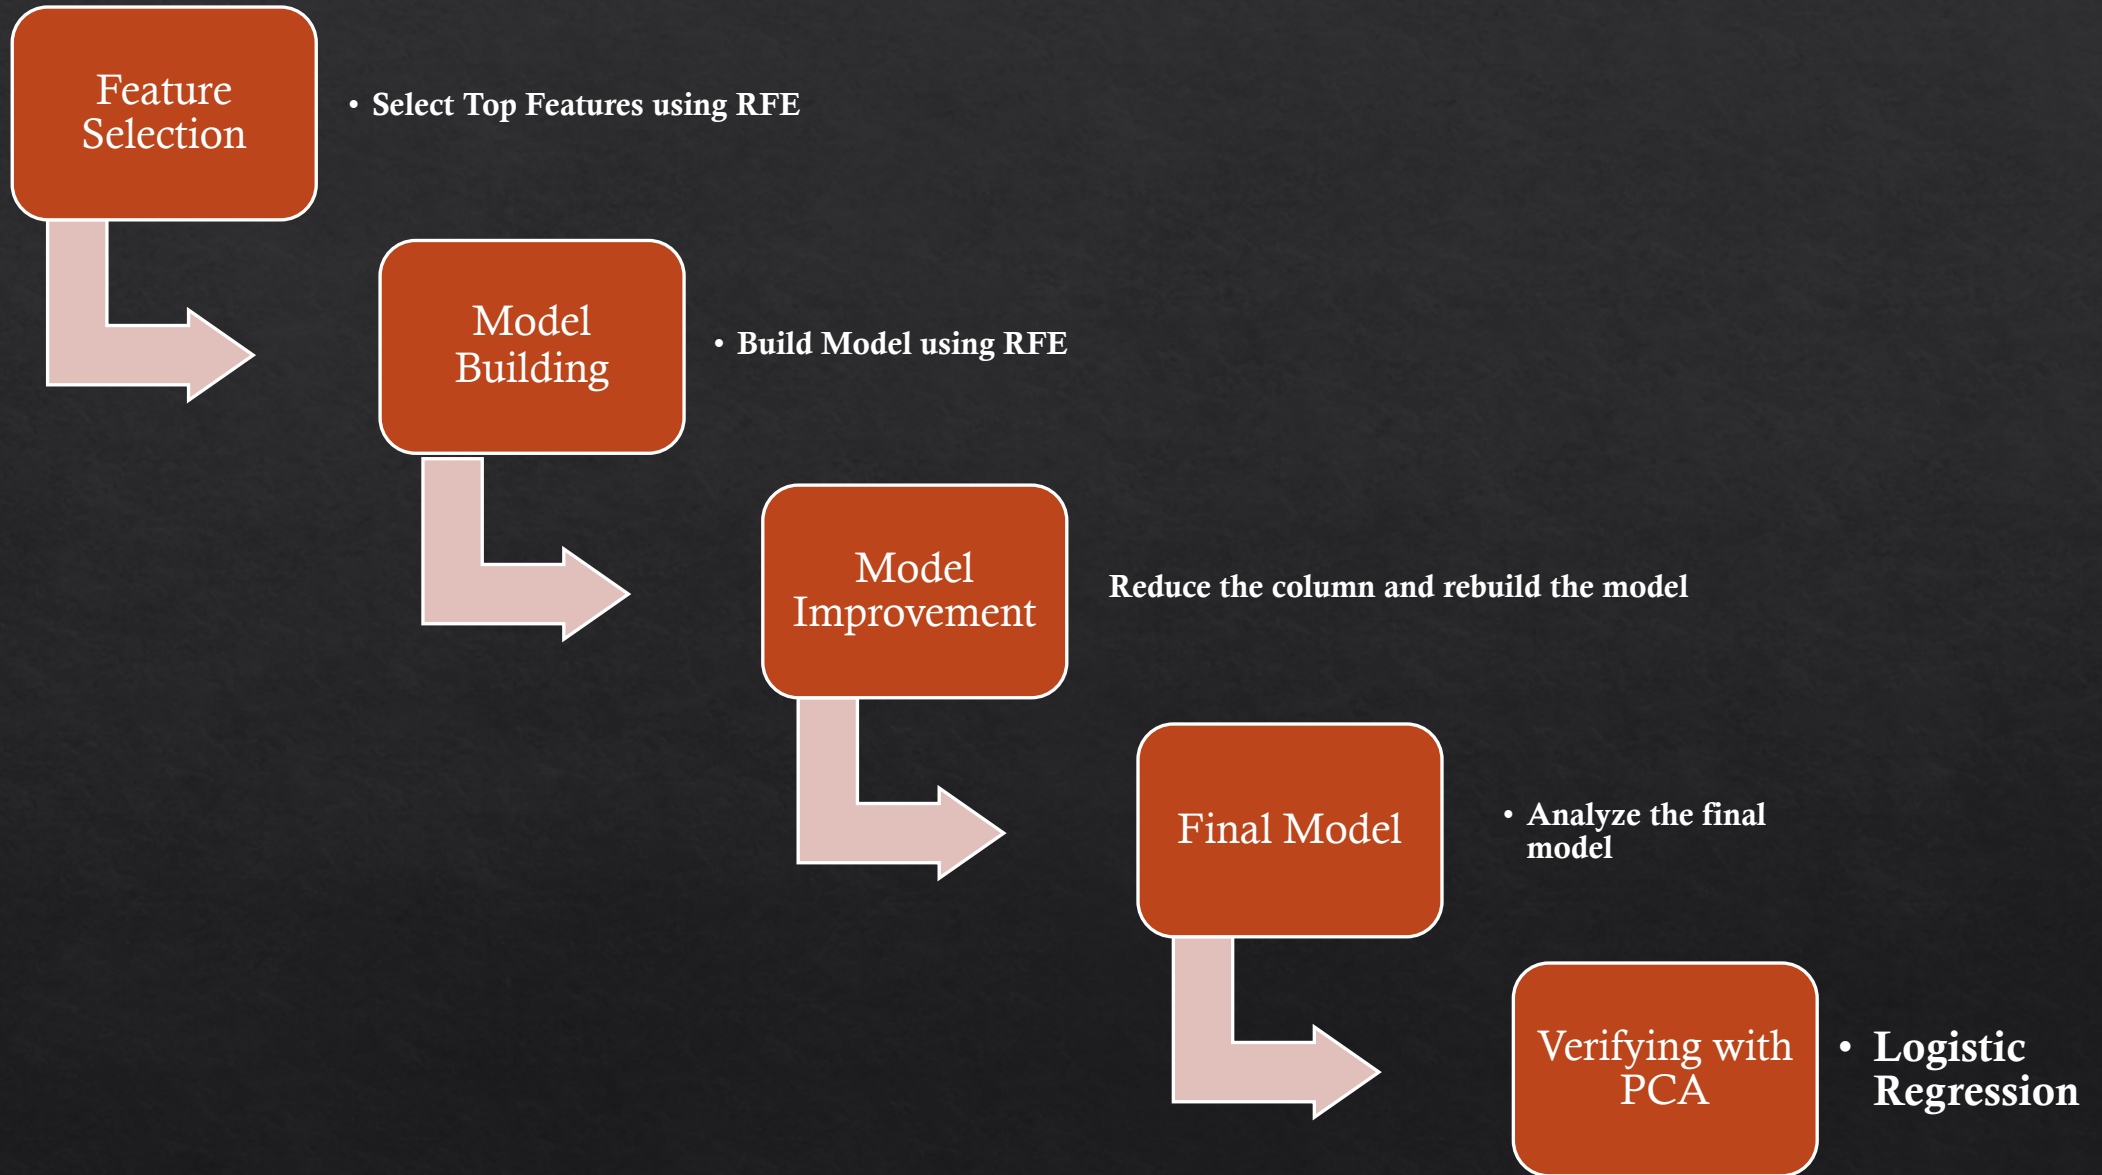 Feature
Selection
• Select Top Features using RFE
Model
Building
• Build Model using RFE
Model
Improvement
Reduce the column and rebuild the model
Final Model
• Analyze the final
model
Verifying with
PCA
• Logistic
Regression